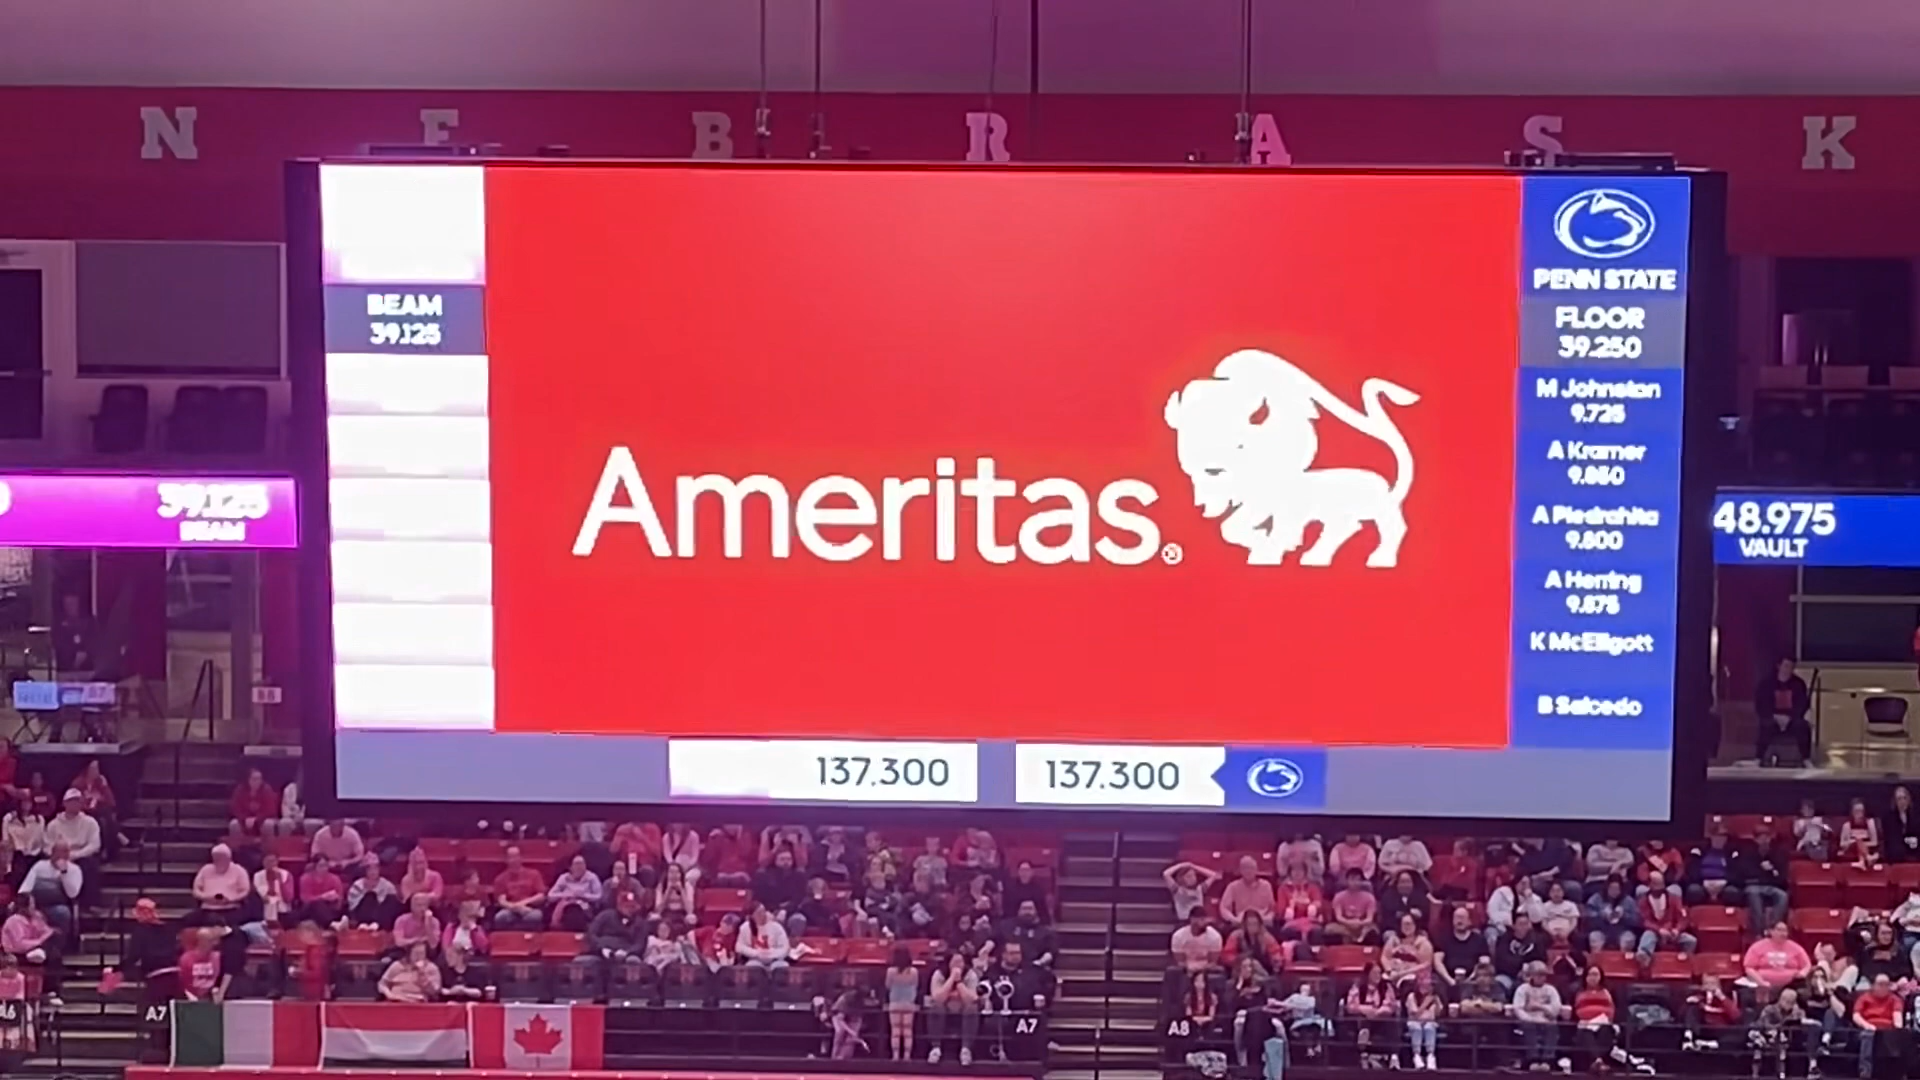 N E B R A S K
BEAM
39.125
Ameritas®
PENN STATE
FLOOR
39.250
M Johnston
9.725
A Kramer
9.850
A Piedrahita
9.800
A Herring
9.875
K McElligott
B Salcedo
137.300
137.300
39.125
BEAM
48.975
VAULT
A6
A7
A7
A8